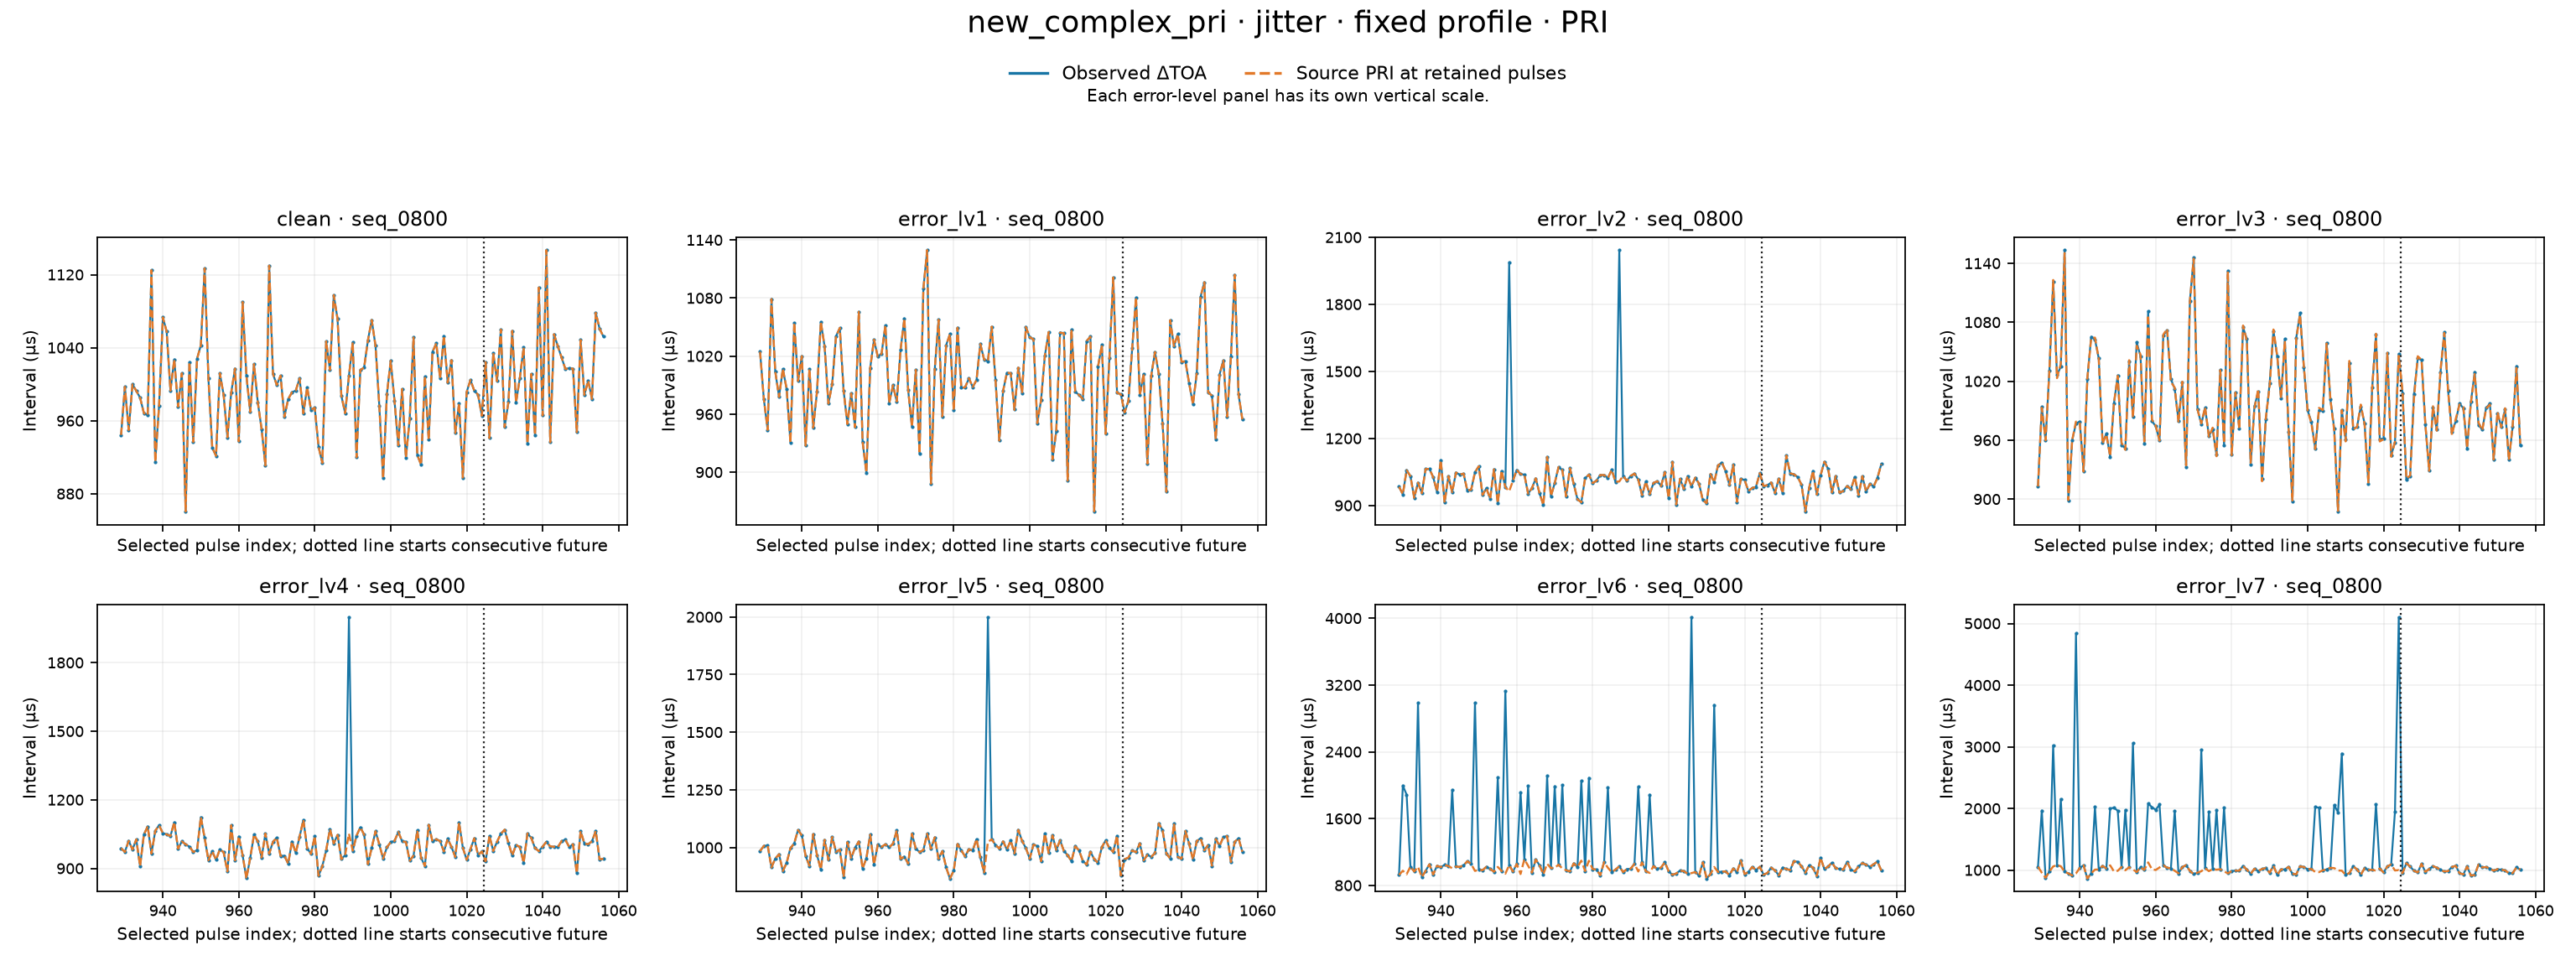 new_complex_pri · jitter · fixed profile · PRI
Observed ΔTOA
Source PRI at retained pulses
Each error-level panel has its own vertical scale.
clean · seq_0800
Interval (µs)
1120
1040
960
880
Selected pulse index; dotted line starts consecutive future
error_lv1 · seq_0800
Interval (µs)
1140
1080
1020
960
900
Selected pulse index; dotted line starts consecutive future
error_lv2 · seq_0800
Interval (µs)
2100
1800
1500
1200
900
Selected pulse index; dotted line starts consecutive future
error_lv3 · seq_0800
Interval (µs)
1140
1080
1020
960
900
Selected pulse index; dotted line starts consecutive future
error_lv4 · seq_0800
Interval (µs)
1800
1500
1200
900
940 960 980 1000 1020 1040 1060
Selected pulse index; dotted line starts consecutive future
error_lv5 · seq_0800
Interval (µs)
2000
1750
1500
1250
1000
940 960 980 1000 1020 1040 1060
Selected pulse index; dotted line starts consecutive future
error_lv6 · seq_0800
Interval (µs)
4000
3200
2400
1600
800
940 960 980 1000 1020 1040 1060
Selected pulse index; dotted line starts consecutive future
error_lv7 · seq_0800
Interval (µs)
5000
4000
3000
2000
1000
940 960 980 1000 1020 1040 1060
Selected pulse index; dotted line starts consecutive future